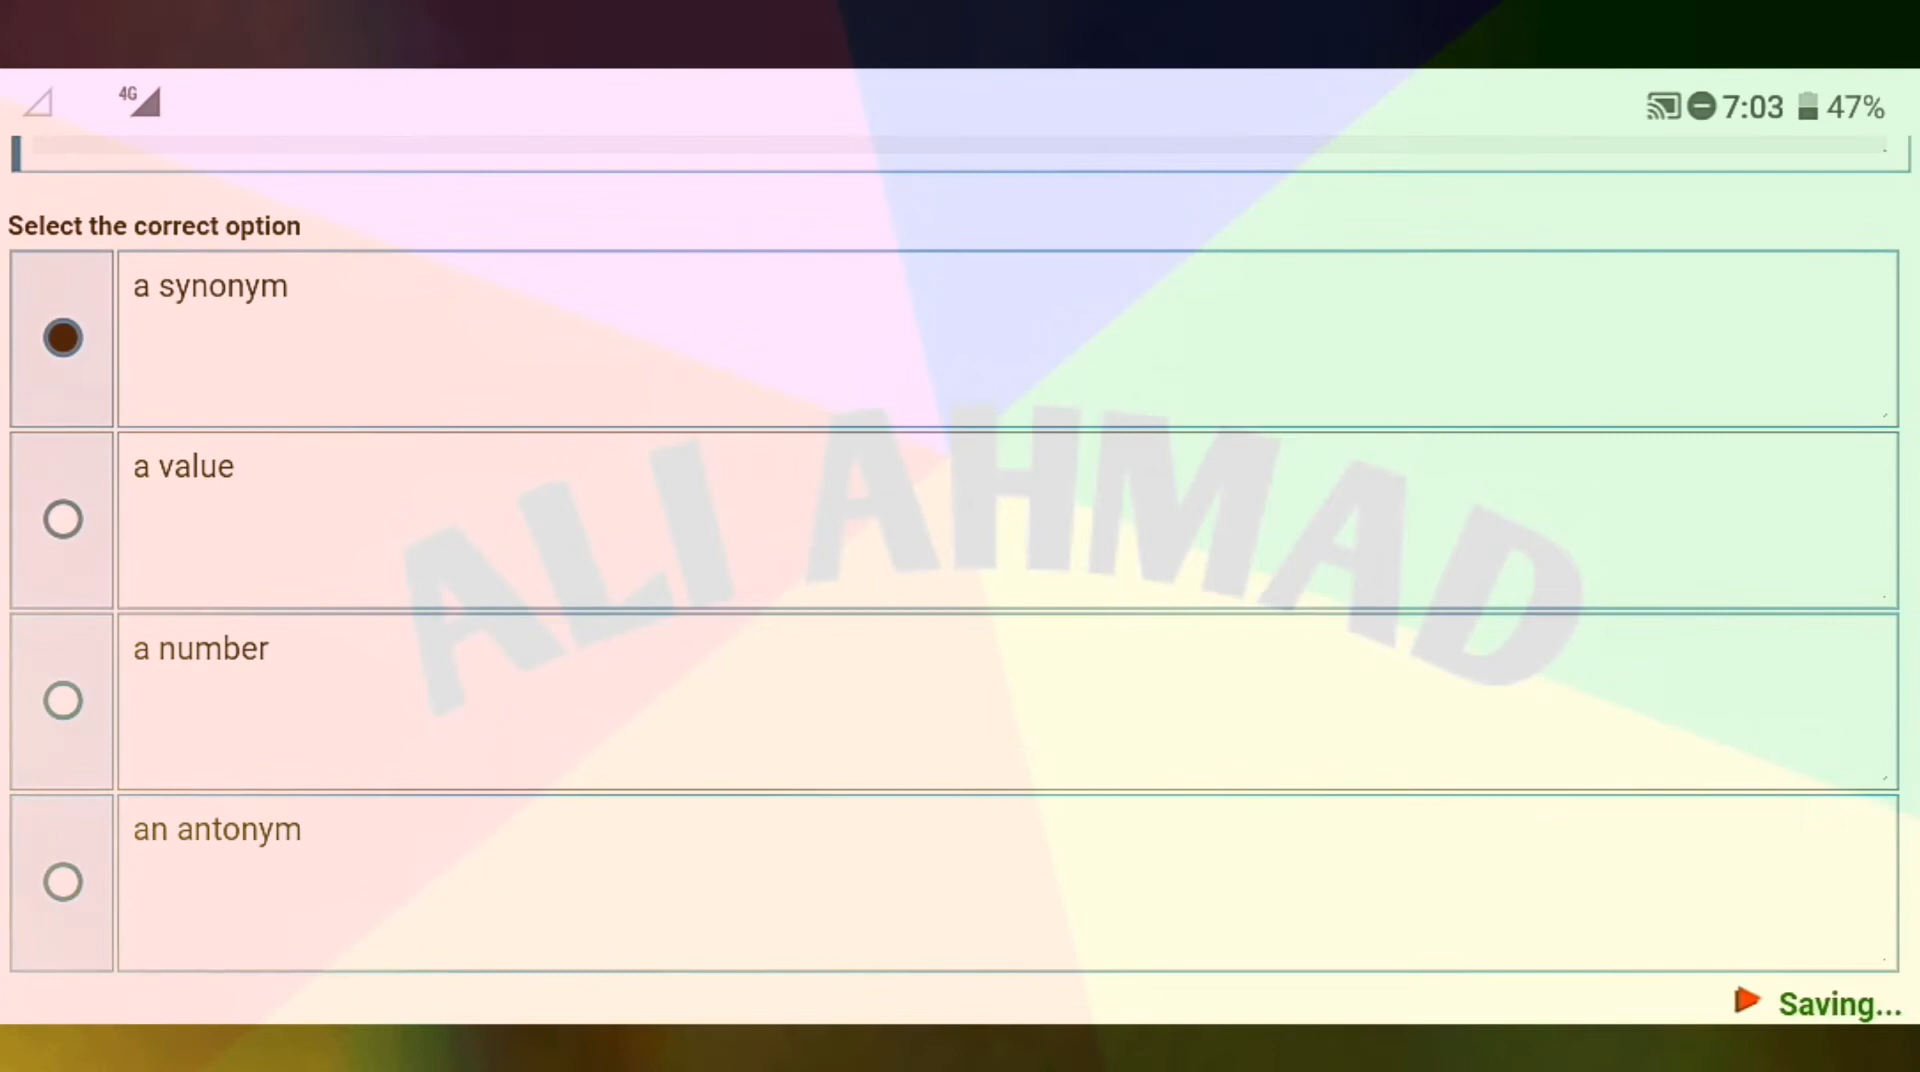 4G
7:03 47%
Select the correct option
a synonym
a value
a number
an antonym
ALI AHMAD
Saving...